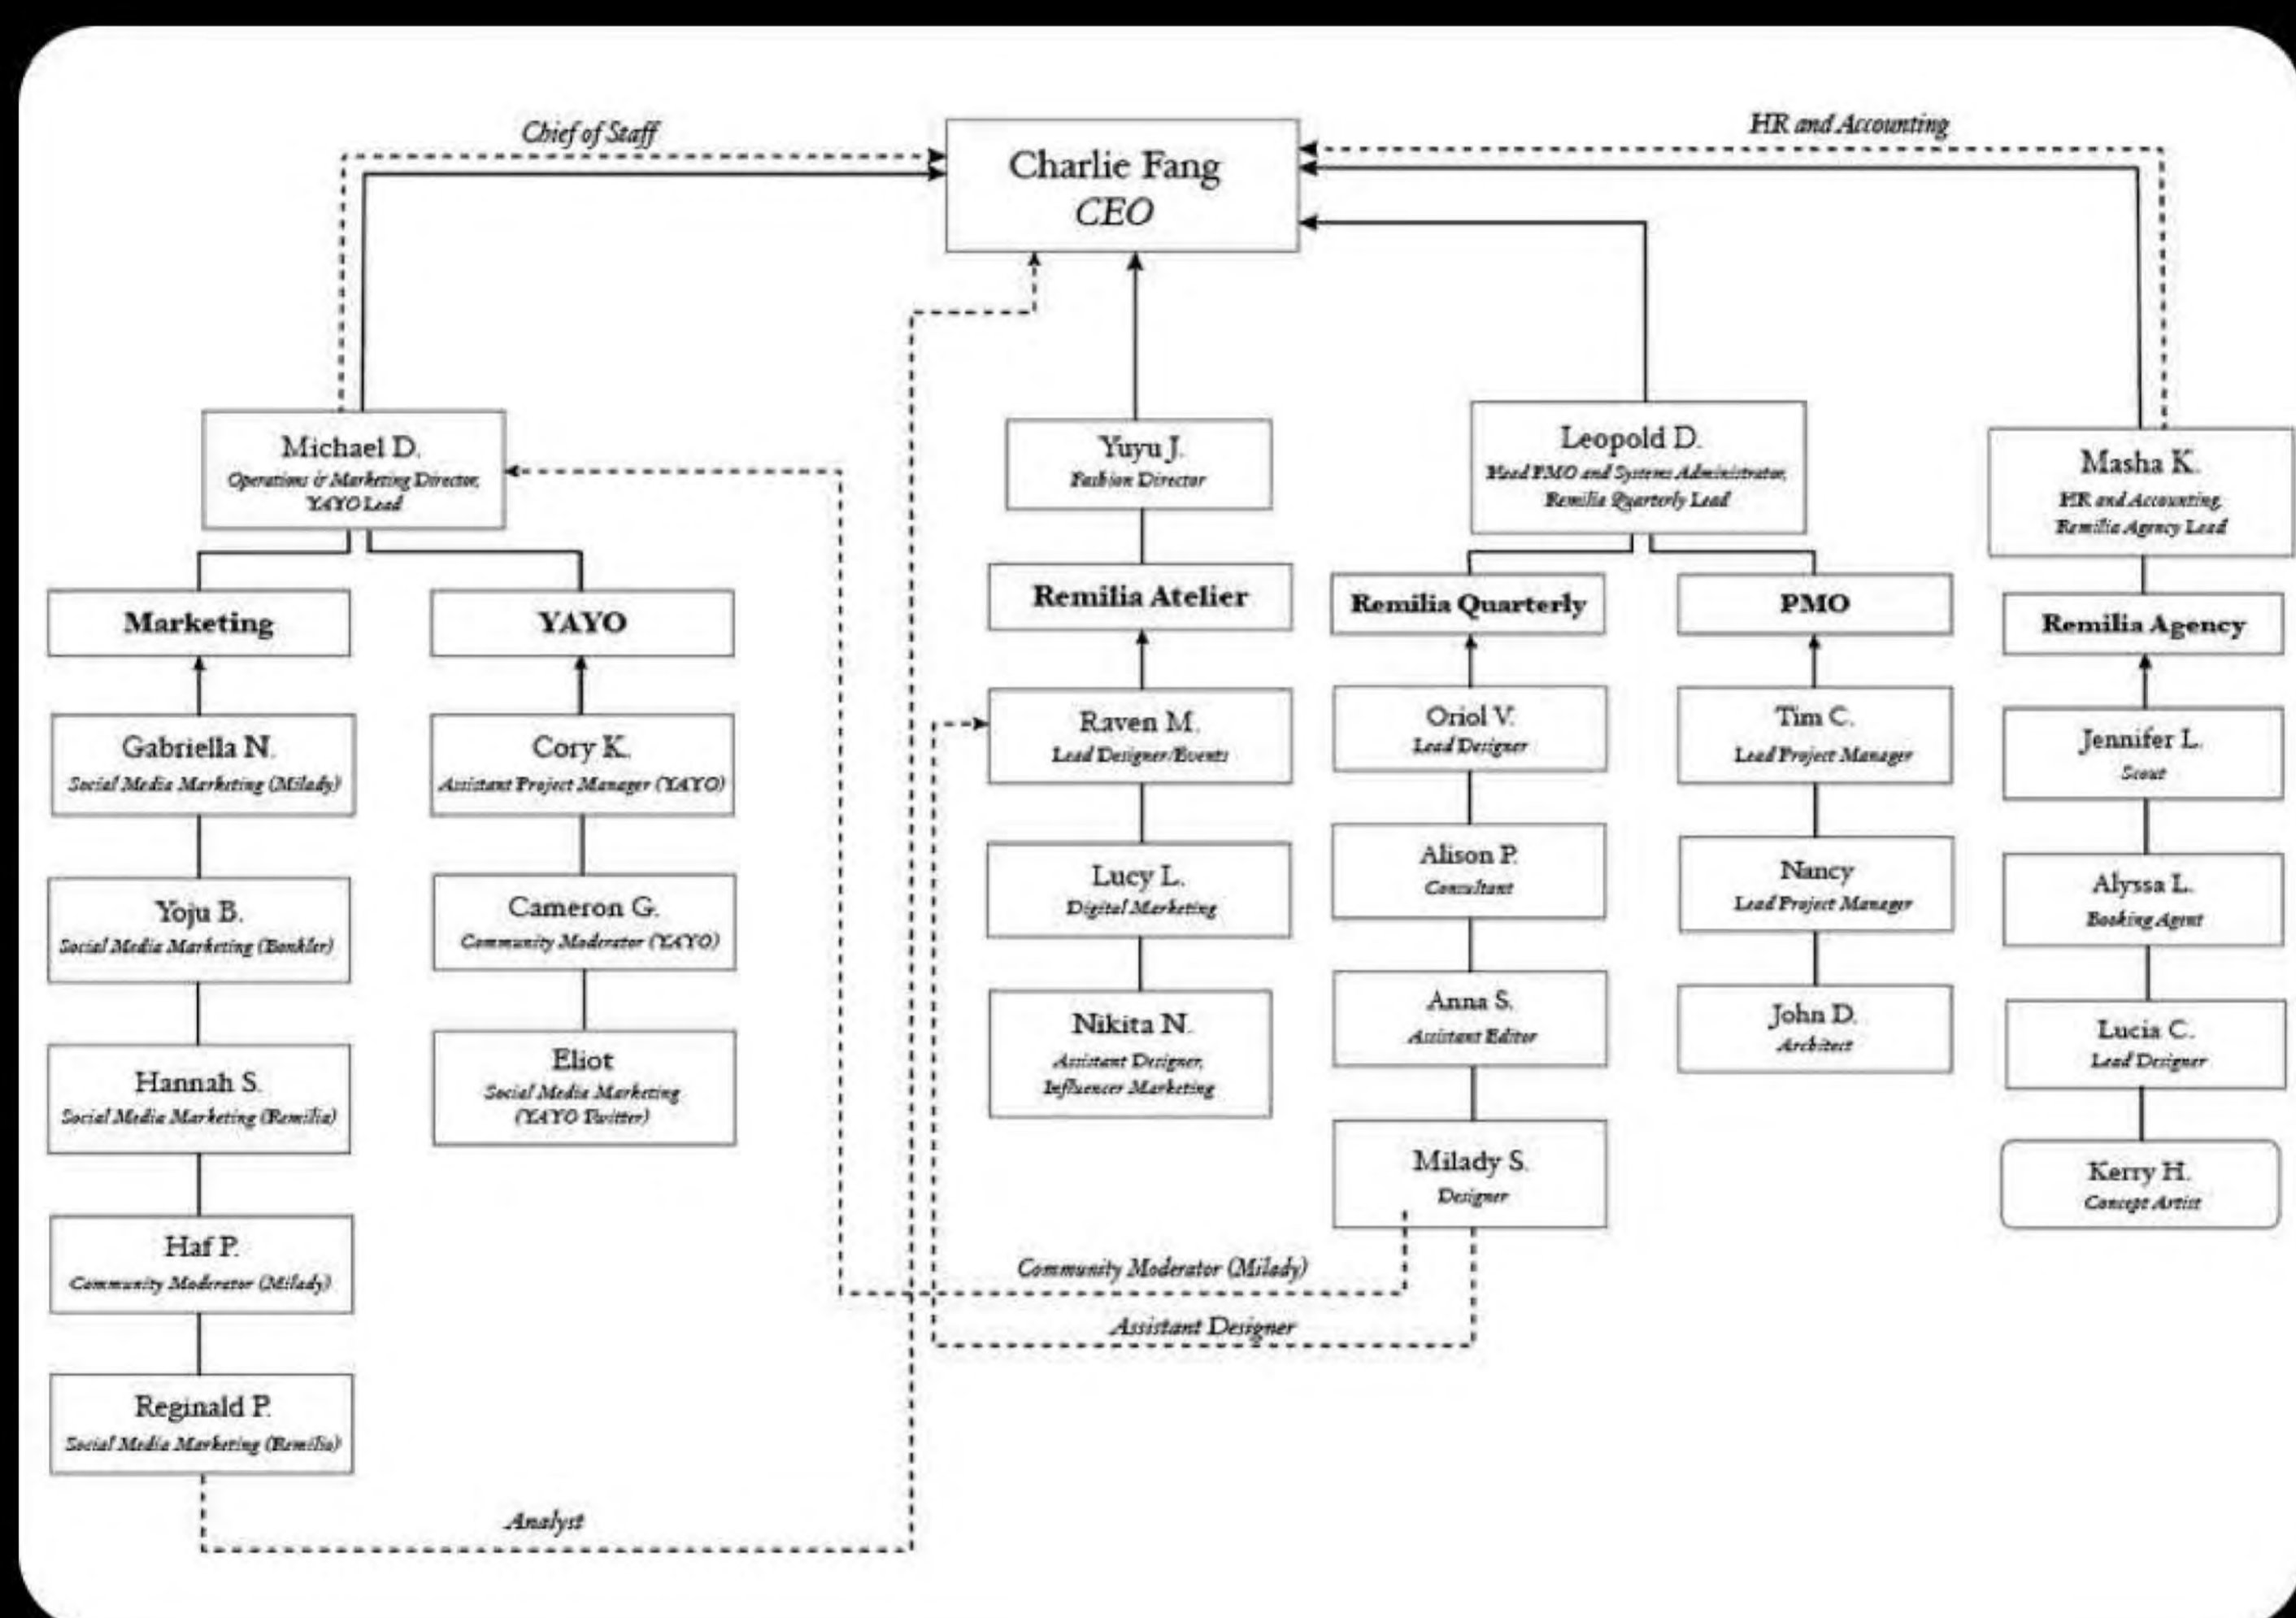 Chief of Staff
HR and Accounting
Charlie Fang
CEO
Michael D.
Operations & Marketing Director,
YAYO Lead
Yuyu J.
Fashion Director
Leopold D.
Head PMO and Systems Administrator,
Remilia Quarterly Lead
Masha K.
HR and Accounting,
Remilia Agency Lead
Marketing
YAYO
Remilia Atelier
Remilia Quarterly
PMO
Remilia Agency
Gabriella N.
Social Media Marketing (Milady)
Yoju B.
Social Media Marketing (Bonkler)
Hannah S.
Social Media Marketing (Remilia)
Haf P.
Community Moderator (Milady)
Reginald P.
Social Media Marketing (Remilio)
Cory K.
Assistant Project Manager (YAYO)
Cameron G.
Community Moderator (YAYO)
Eliot
Social Media Marketing
(YAYO Twitter)
Raven M.
Lead Designer/Events
Lucy L.
Digital Marketing
Nikita N.
Assistant Designer,
Influencer Marketing
Oriol V.
Lead Designer
Alison P.
Consultant
Anna S.
Assistant Editor
Milady S.
Designer
Tim C.
Lead Project Manager
Nancy
Lead Project Manager
John D.
Architect
Jennifer L.
Scout
Alyssa L.
Booking Agent
Lucia C.
Lead Designer
Kerry H.
Concept Artist
Community Moderator (Milady)
Assistant Designer
Analyst